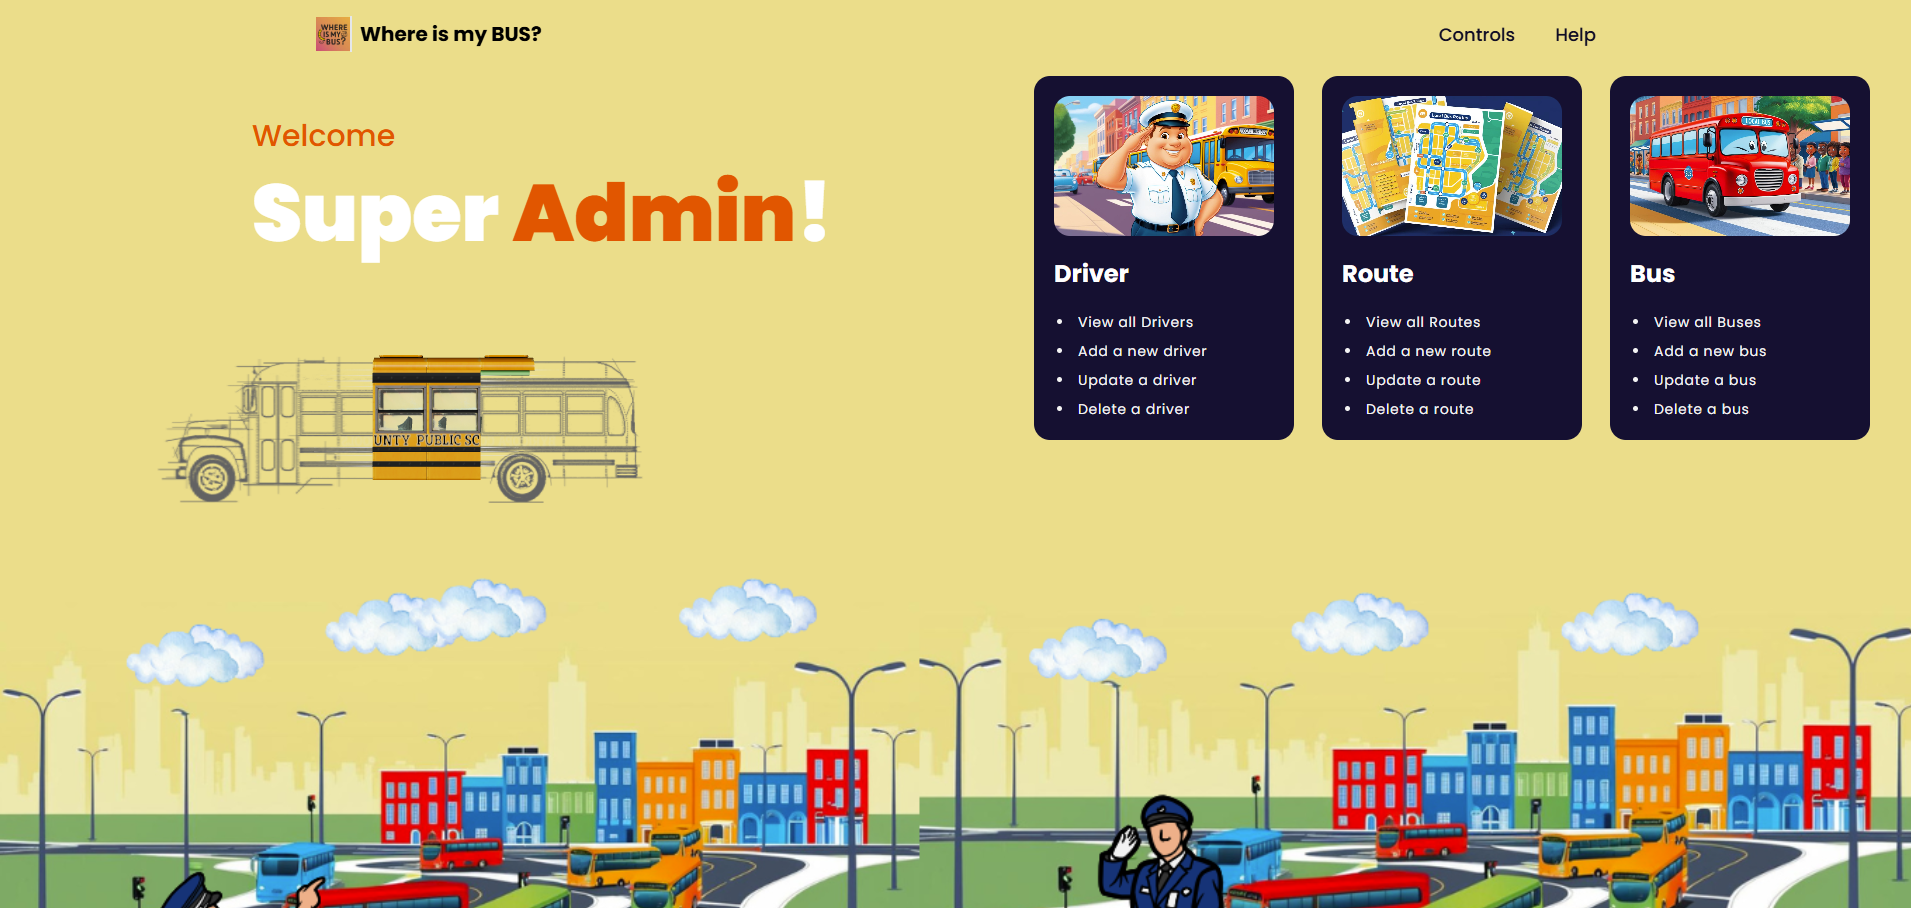 WHERE
IS MY
BUS?
Where is my BUS?
Controls
Help
Welcome
Super Admin!
UNTY PUBLIC SC
LOCAL BUS
Driver
View all Drivers
Add a new driver
Update a driver
Delete a driver
Route
View all Routes
Add a new route
Update a route
Delete a route
Bus
View all Buses
Add a new bus
Update a bus
Delete a bus